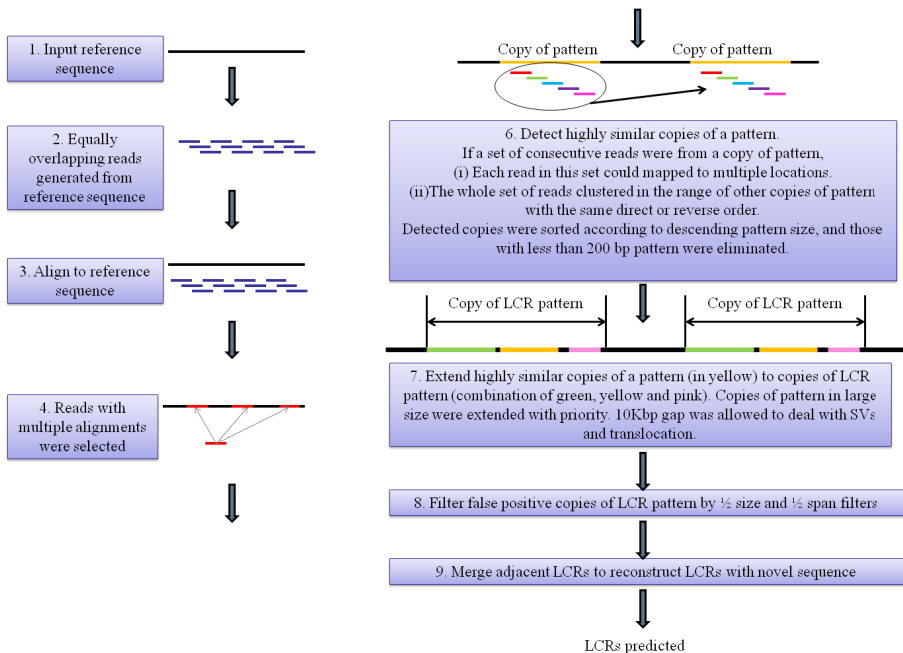 1. Input reference
sequence
2. Equally
overlapping reads
generated from
reference sequence
3. Align to reference
sequence
4. Reads with
multiple alignments
were selected
Copy of pattern
Copy of pattern
6. Detect highly similar copies of a pattern.
If a set of consecutive reads were from a copy of pattern,
(i) Each read in this set could mapped to multiple locations.
(ii)The whole set of reads clustered in the range of other copies of pattern
with the same direct or reverse order.
Detected copies were sorted according to descending pattern size, and those
with less than 200 bp pattern were eliminated.
Copy of LCR pattern
Copy of LCR pattern
7. Extend highly similar copies of a pattern (in yellow) to copies of LCR
pattern (combination of green, yellow and pink). Copies of pattern in large
size were extended with priority. 10Kbp gap was allowed to deal with SVs
and translocation.
8. Filter false positive copies of LCR pattern by ½ size and ½ span filters
9. Merge adjacent LCRs to reconstruct LCRs with novel sequence
LCRs predicted